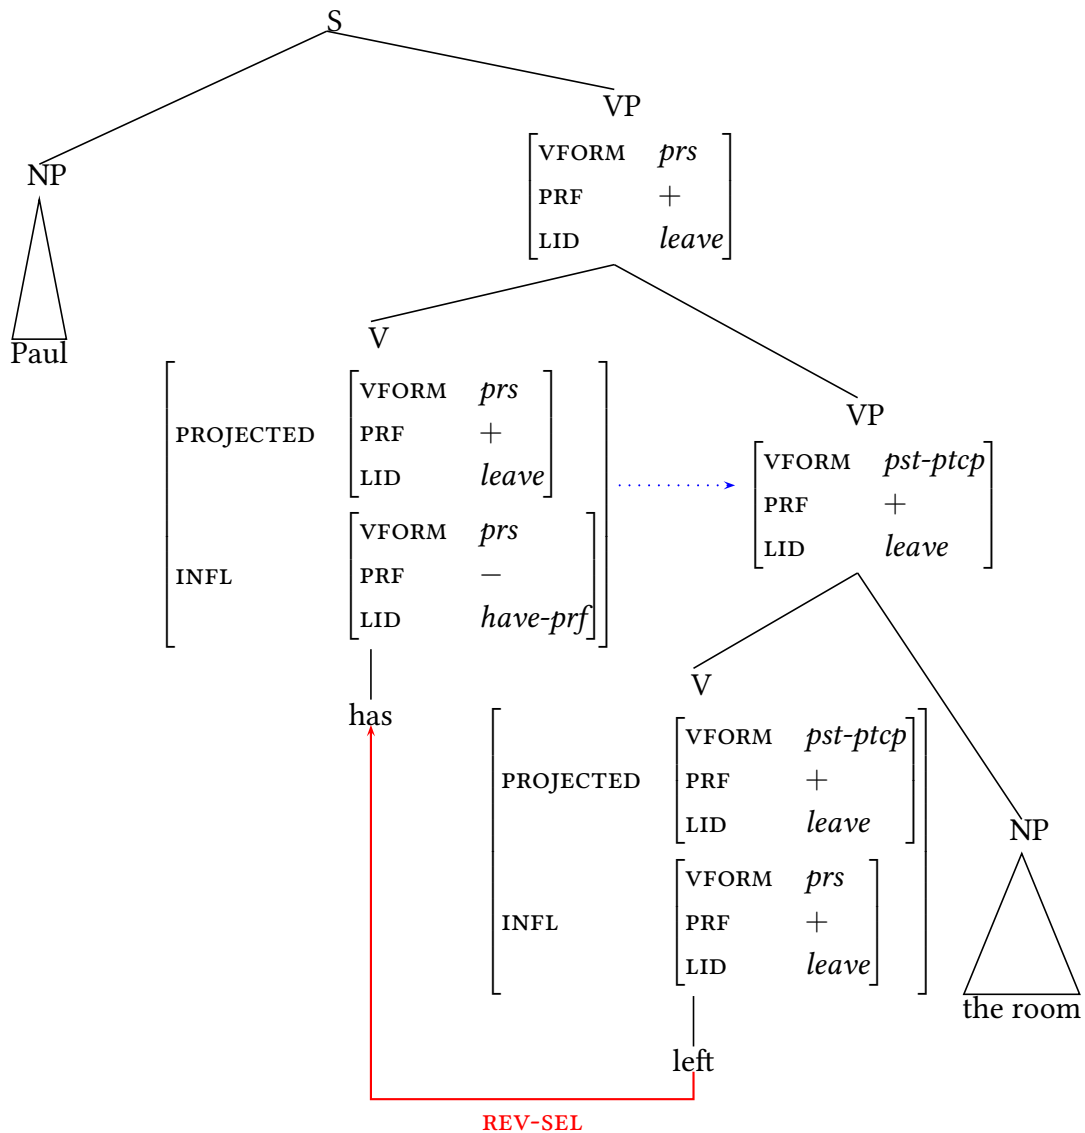 S
VP
VFORM prs
PRF +
LID leave
NP
Paul
V
PROJECTED
VFORM prs
PRF +
LID leave
INFL
VFORM prs
PRF −
LID have-prf
has
VP
VFORM pst-ptcp
PRF +
LID leave
V
PROJECTED
VFORM pst-ptcp
PRF +
LID leave
INFL
VFORM prs
PRF +
LID leave
left
NP
the room
REV-SEL